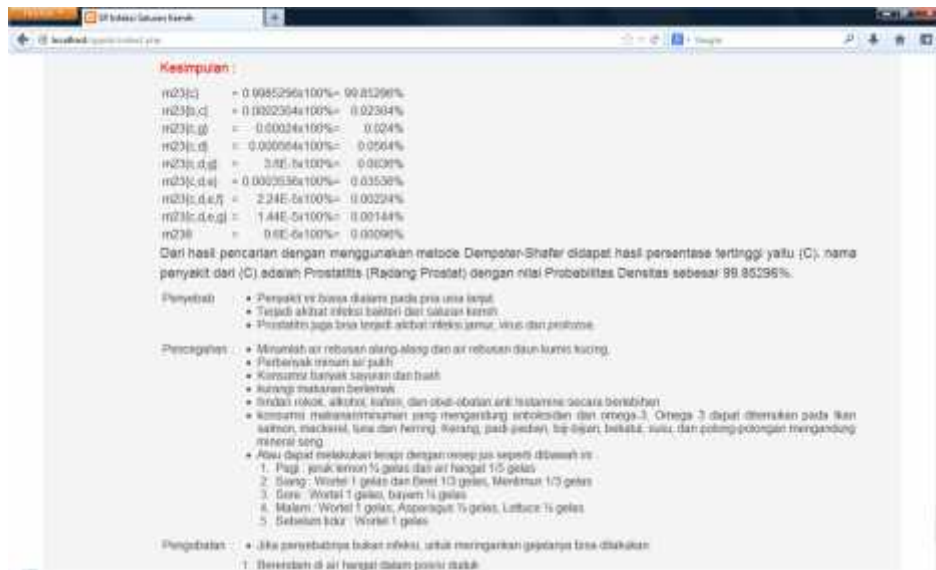 SP Infeksi Saluran Kemih
localhost
Google
Kesimpulan :
m23{c} = 0.9985296x100%= 99.85296%
m23{b,c} = 0.0002304x100%= 0.02304%
m23{c,g} = 0.00024x100%= 0.024%
m23{c,d} = 0.000564x100%= 0.0564%
m23{c,d,g} = 3.6E-5x100%= 0.0036%
m23{c,d,e} = 0.0003536x100%= 0.03536%
m23{c,d,e,f} = 2.24E-5x100%= 0.00224%
m23{c,d,e,g} = 1.44E-5x100%= 0.00144%
m23θ = 9.6E-6x100%= 0.00096%
Dari hasil pencarian dengan menggunakan metode Dempster-Shafer didapat hasil persentase tertinggi yaitu {C}. nama
penyakit dari {C} adalah Prostatitis (Radang Prostat) dengan nilai Probabilitas Densitas sebesar 99.85296%.
Penyebab : • Penyakit ini biasa dialami pada pria usia lanjut
• Terjadi akibat infeksi bakteri dari saluran kemih
• Prostatitis juga bisa terjadi akibat infeksi jamur, virus dan protozoa.
Pencegahan : • Minumlah air rebusan alang-alang dan air rebusan daun kumis kucing.
• Perbanyak minum air putih
• Konsumsi banyak sayuran dan buah
• kurangi makanan berlemak
• hindari rokok, alkohol, kafein, dan obat-obatan anti histamine secara berlebihan
• konsumsi makanan/minuman yang mengandung antioksidan dan omega-3. Omega 3 dapat ditemukan pada Ikan
salmon, mackerel, tuna dan herring. Kerang, padi-padian, biji-bijian, bekatul, susu, dan polong-polongan mengandung
mineral seng.
• Atau dapat melakukan terapi dengan resep jus seperti dibawah ini :
1. Pagi : jeruk lemon ½ gelas dan air hangat 1/5 gelas
2. Siang : Wortel 1 gelas dan Beet 1/3 gelas, Mentimun 1/3 gelas
3. Sore : Wortel 1 gelas, bayam ½ gelas
4. Malam : Wortel 1 gelas, Asparagus ½ gelas, Lettuce ½ gelas
5. Sebelum tidur : Wortel 1 gelas
Pengobatan : • Jika penyebabnya bukan infeksi, untuk meringankan gejalanya bisa dilakukan
1. Berendam di air hangat dalam posisi duduk